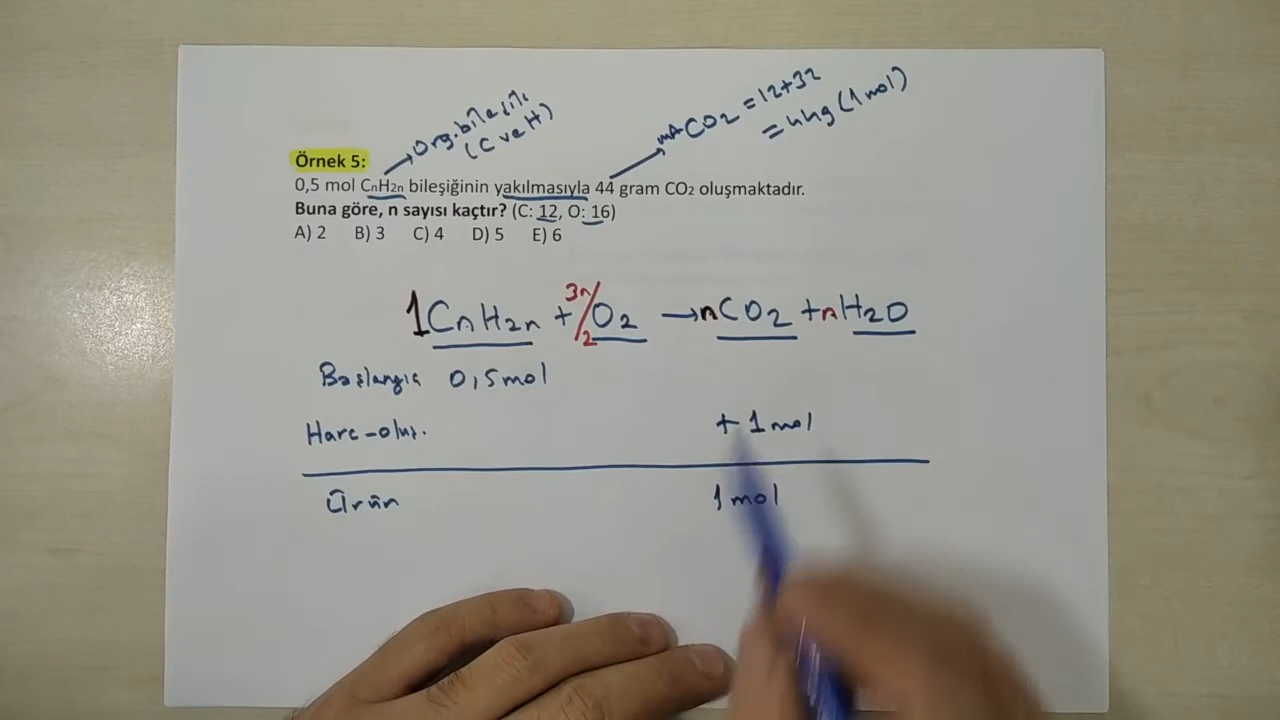 Org. bileşik
(C ve H)
mA CO2 = 12+32
= 44g (1 mol)
Örnek 5:
0,5 mol CnH2n bileşiğinin yakılmasıyla 44 gram CO2 oluşmaktadır.
Buna göre, n sayısı kaçtır? (C: 12, O: 16)
A) 2 B) 3 C) 4 D) 5 E) 6
1CnH2n + 3n/2 O2 → nCO2 + nH2O
Başlangıç 0,5mol
Harc-oluş. + 1 mol
Ürün 1 mol